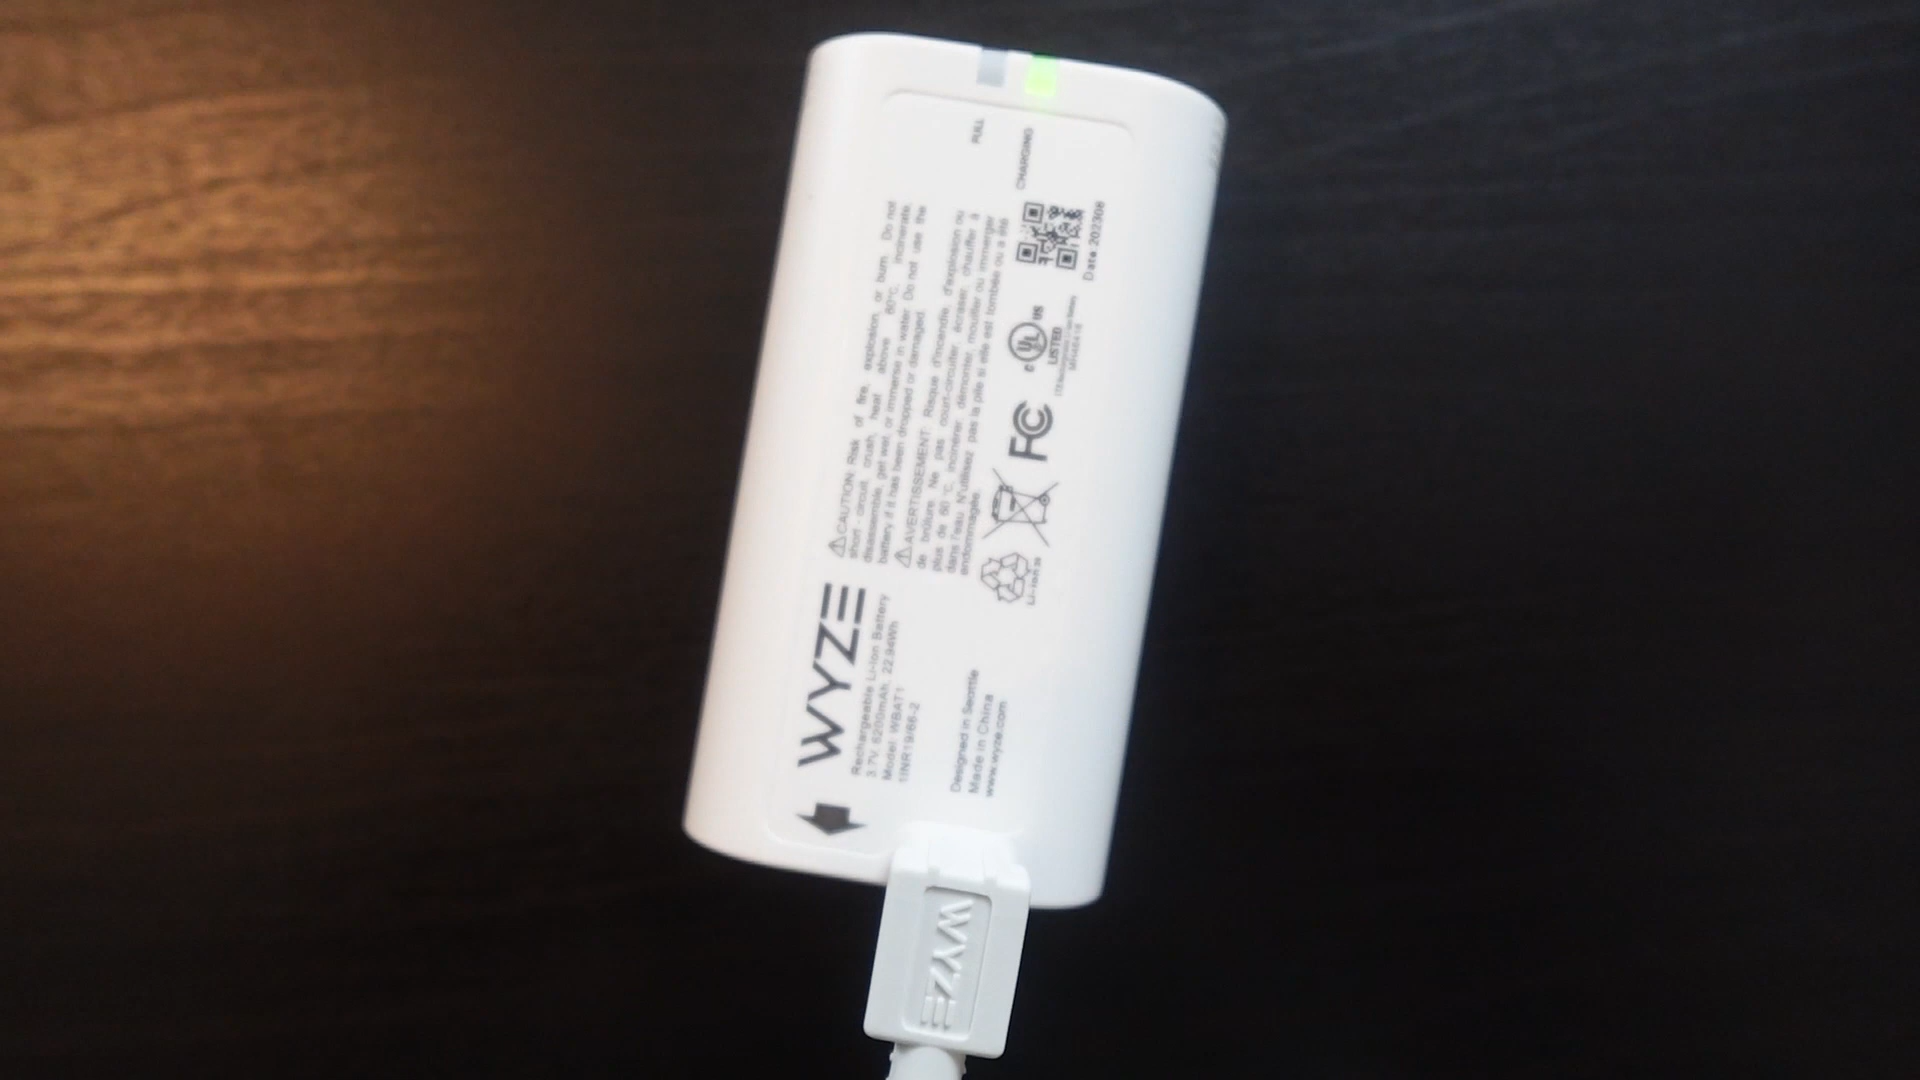 WYZE
Rechargeable Li-Ion Battery
3.7V 6200mAh, 22.94Wh
Model: WBAT1
1INR19/66-2
Designed in Seattle
Made in China
www.wyze.com
CAUTION: Risk of fire, explosion, or burn. Do not
short - circuit, crush, heat above 60°C, incinerate,
disassemble, get wet, or immerse in water. Do not use the
battery if it has been dropped or damaged.
AVERTISSEMENT: Risque d'incendie, d'explosion ou
de brûlure. Ne pas court-circuiter, écraser, chauffer à
plus de 60 °C, incinérer, démonter, mouiller ou immerger
dans l'eau. N'utilisez pas la pile si elle est tombée ou a été
endommagée.
Li-ion
FC
c UL US
LISTED
Date 202308
FULL
CHARGING
WYZE